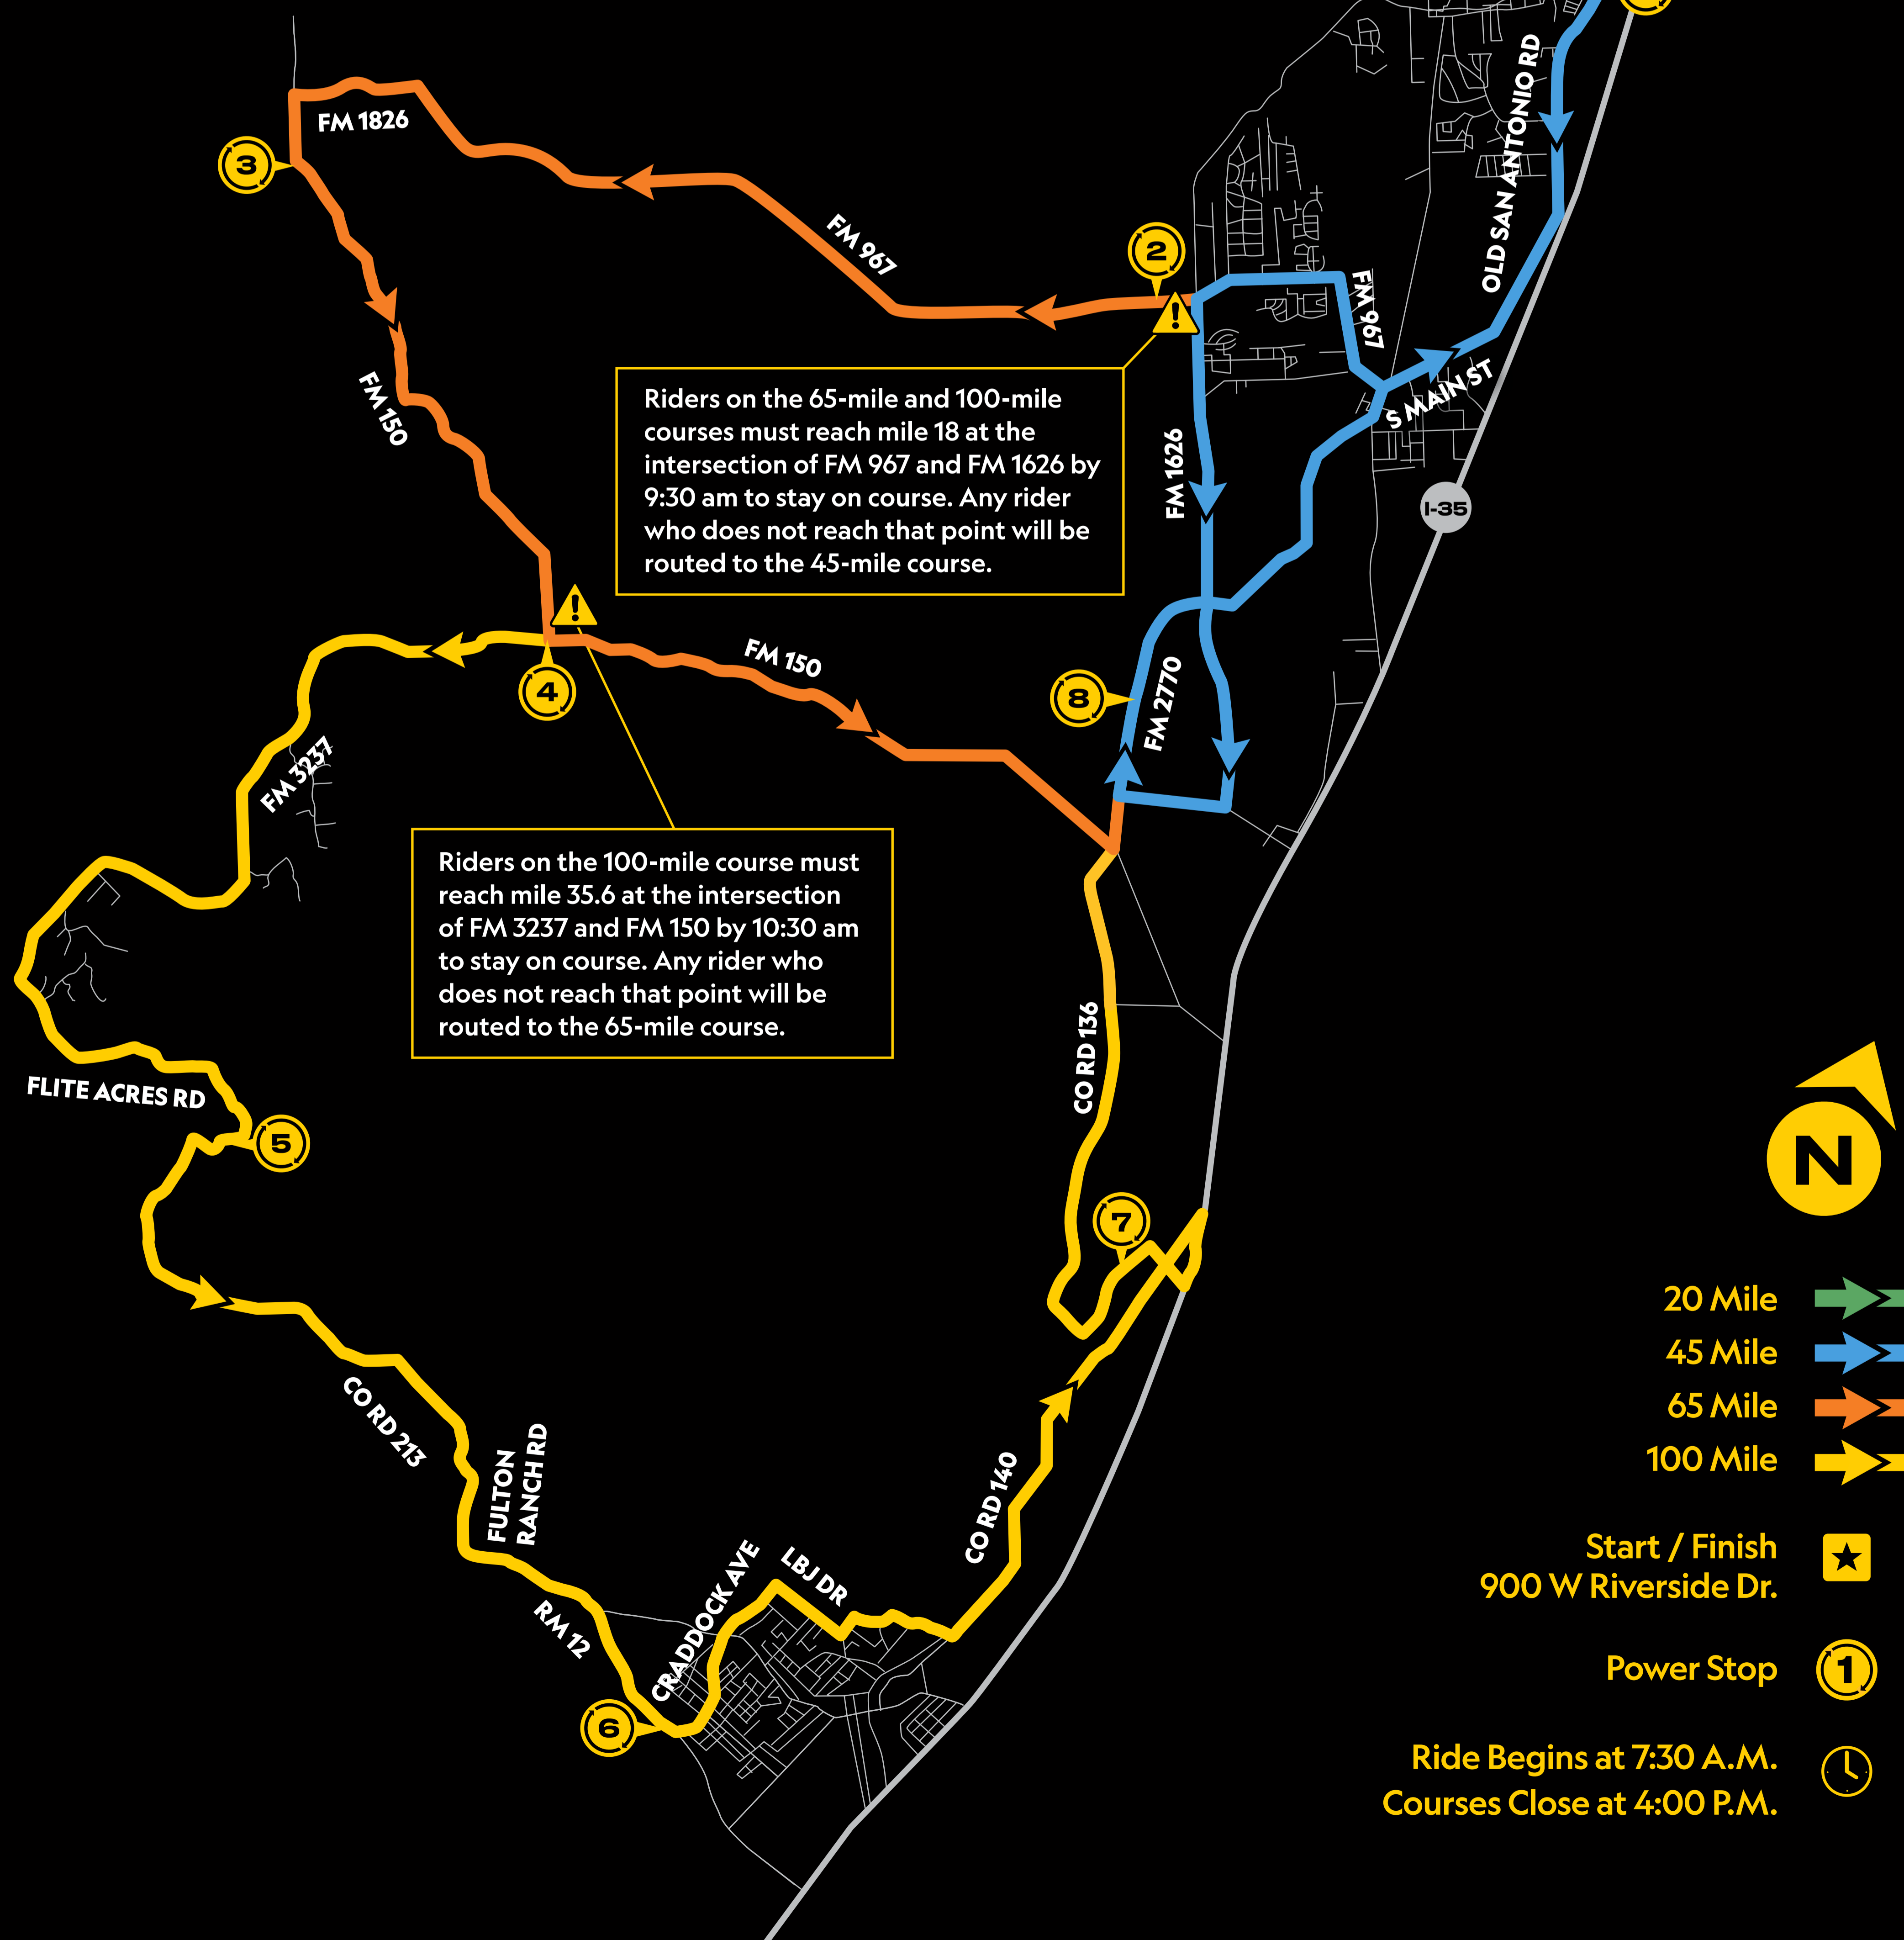 OLD SAN ANTONIO RD
FM 1826
3
FM 967
2
FM 967
S MAIN ST
Riders on the 65-mile and 100-mile
courses must reach mile 18 at the
intersection of FM 967 and FM 1626 by
9:30 am to stay on course. Any rider
who does not reach that point will be
routed to the 45-mile course.
FM 150
FM 1626
I-35
FM 150
4
8
FM 2770
FM 3237
Riders on the 100-mile course must
reach mile 35.6 at the intersection
of FM 3237 and FM 150 by 10:30 am
to stay on course. Any rider who
does not reach that point will be
routed to the 65-mile course.
CO RD 136
FLITE ACRES RD
5
N
7
20 Mile
45 Mile
65 Mile
100 Mile
CO RD 213
FULTON
RANCH RD
CO RD 140
CRADDOCK AVE
LBJ DR
RM 12
6
Start / Finish
900 W Riverside Dr.
Power Stop
1
Ride Begins at 7:30 A.M.
Courses Close at 4:00 P.M.